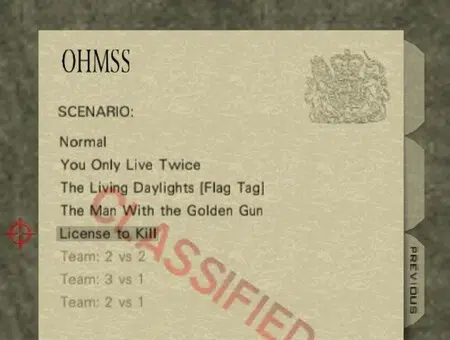 OHMSS
SCENARIO:
Normal
You Only Live Twice
The Living Daylights [Flag Tag]
The Man With the Golden Gun
License to Kill
Team: 2 vs 2
Team: 3 vs 1
Team: 2 vs 1
CLASSIFIED
PREVIOUS